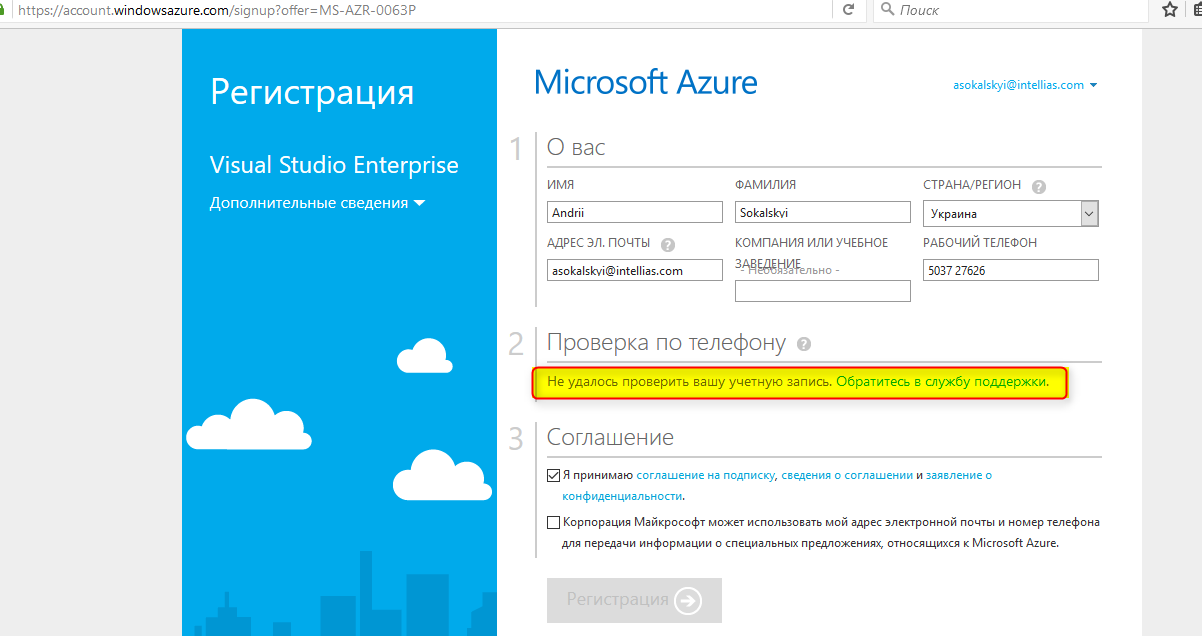 https://account.windowsazure.com/signup?offer=MS-AZR-0063P
Поиск
Регистрация
Visual Studio Enterprise
Дополнительные сведения
Microsoft Azure
asokalskyi@intellias.com
1 О вас
ИМЯ ФАМИЛИЯ СТРАНА/РЕГИОН ?
Andrii Sokalskyi Украина
АДРЕС ЭЛ. ПОЧТЫ ? КОМПАНИЯ ИЛИ УЧЕБНОЕ ЗАВЕДЕНИЕ РАБОЧИЙ ТЕЛЕФОН
- Необязательно -
asokalskyi@intellias.com 5037 27626
2 Проверка по телефону ?
Не удалось проверить вашу учетную запись. Обратитесь в службу поддержки.
3 Соглашение
Я принимаю соглашение на подписку, сведения о соглашении и заявление о
конфиденциальности.
Корпорация Майкрософт может использовать мой адрес электронной почты и номер телефона
для передачи информации о специальных предложениях, относящихся к Microsoft Azure.
Регистрация